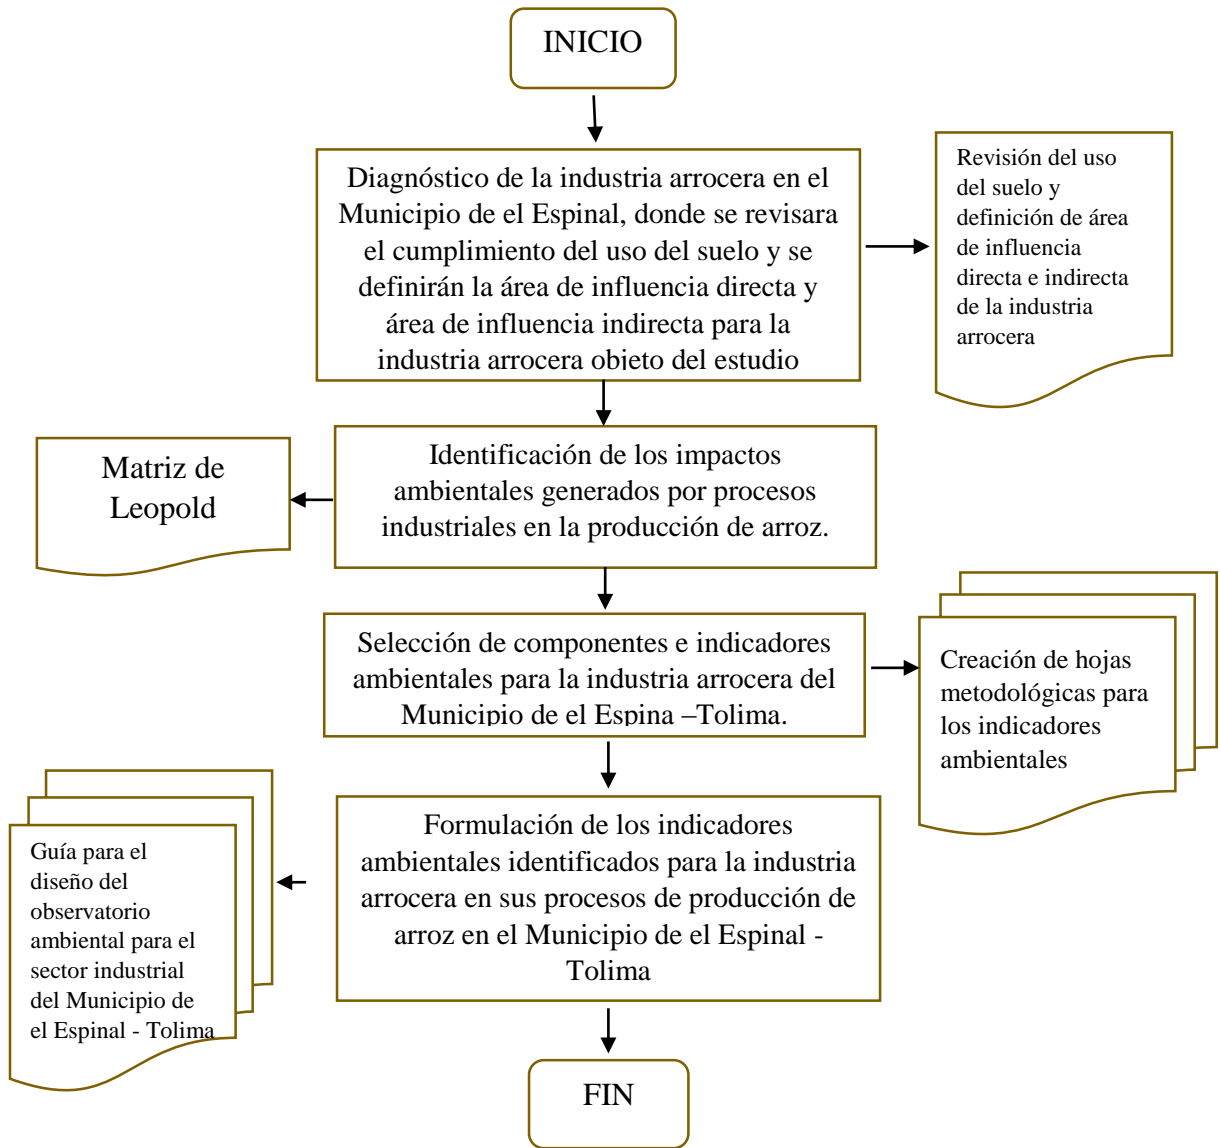 INICIO
Diagnóstico de la industria arrocera en el
Municipio de el Espinal, donde se revisara
el cumplimiento del uso del suelo y se
definirán la área de influencia directa y
área de influencia indirecta para la
industria arrocera objeto del estudio
Revisión del uso
del suelo y
definición de área
de influencia
directa e indirecta
de la industria
arrocera
Identificación de los impactos
ambientales generados por procesos
industriales en la producción de arroz.
Matriz de
Leopold
Selección de componentes e indicadores
ambientales para la industria arrocera del
Municipio de el Espina –Tolima.
Creación de hojas
metodológicas para
los indicadores
ambientales
Formulación de los indicadores
ambientales identificados para la industria
arrocera en sus procesos de producción de
arroz en el Municipio de el Espinal -
Tolima
Guía para el
diseño del
observatorio
ambiental para el
sector industrial
del Municipio de
el Espinal - Tolima
FIN